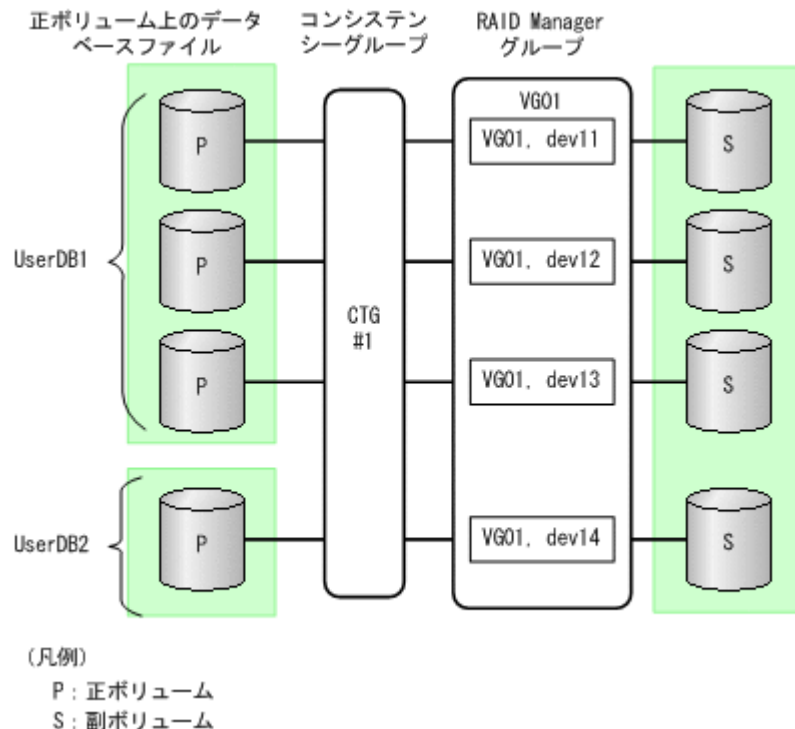 正ボリューム上のデータ
ベースファイル
コンシステン
シーグループ
RAID Manager
グループ
VG01
P
VG01, dev11
S
P
VG01, dev12
S
UserDB1
CTG
#1
P
VG01, dev13
S
UserDB2
P
VG01, dev14
S
(凡例)
P:正ボリューム
S:副ボリューム